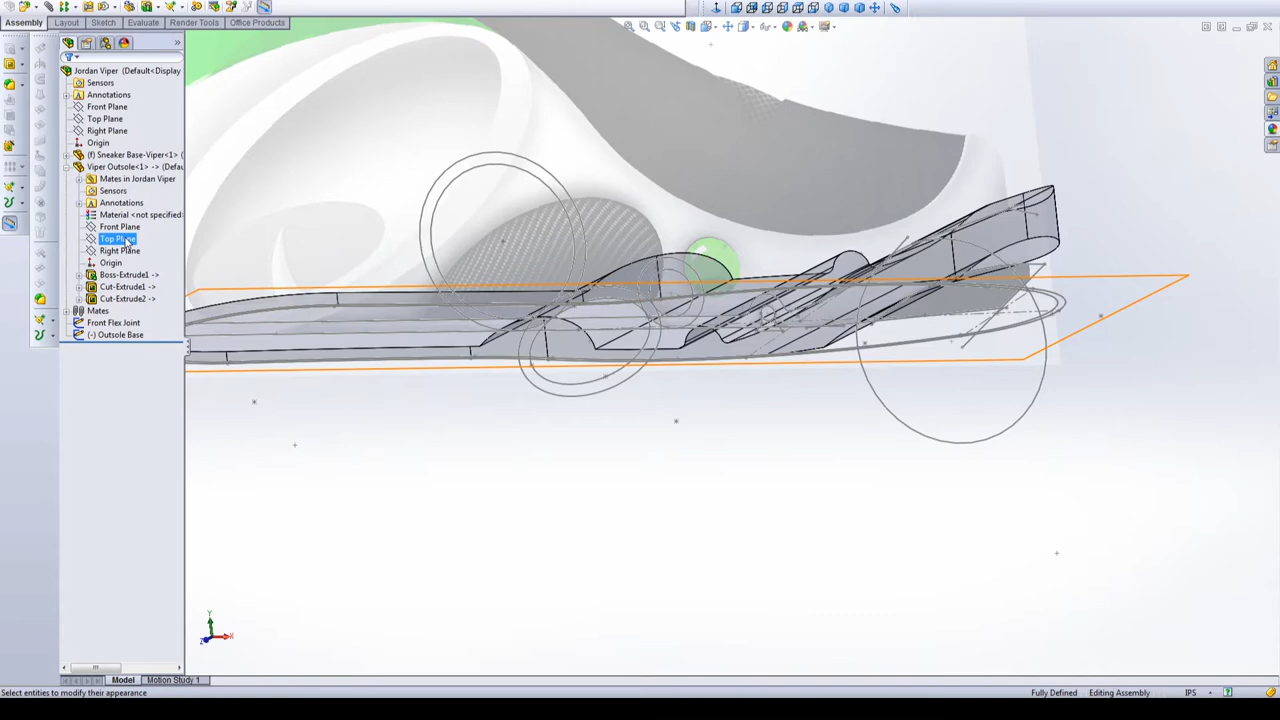 Assembly Layout Sketch Evaluate Render Tools Office Products
Jordan Viper (Default<Display
Sensors
Annotations
Front Plane
Top Plane
Right Plane
Origin
(f) Sneaker Base-Viper<1> (
Viper Outsole<1> -> (Defau
Mates in Jordan Viper
Sensors
Annotations
Material <not specified>
Front Plane
Top Plane
Right Plane
Origin
Boss-Extrude1 ->
Cut-Extrude1 ->
Cut-Extrude2 ->
Mates
Front Flex Joint
(-) Outsole Base
Y
X
Z
Model Motion Study 1
Select entities to modify their appearance Fully Defined Editing Assembly IPS